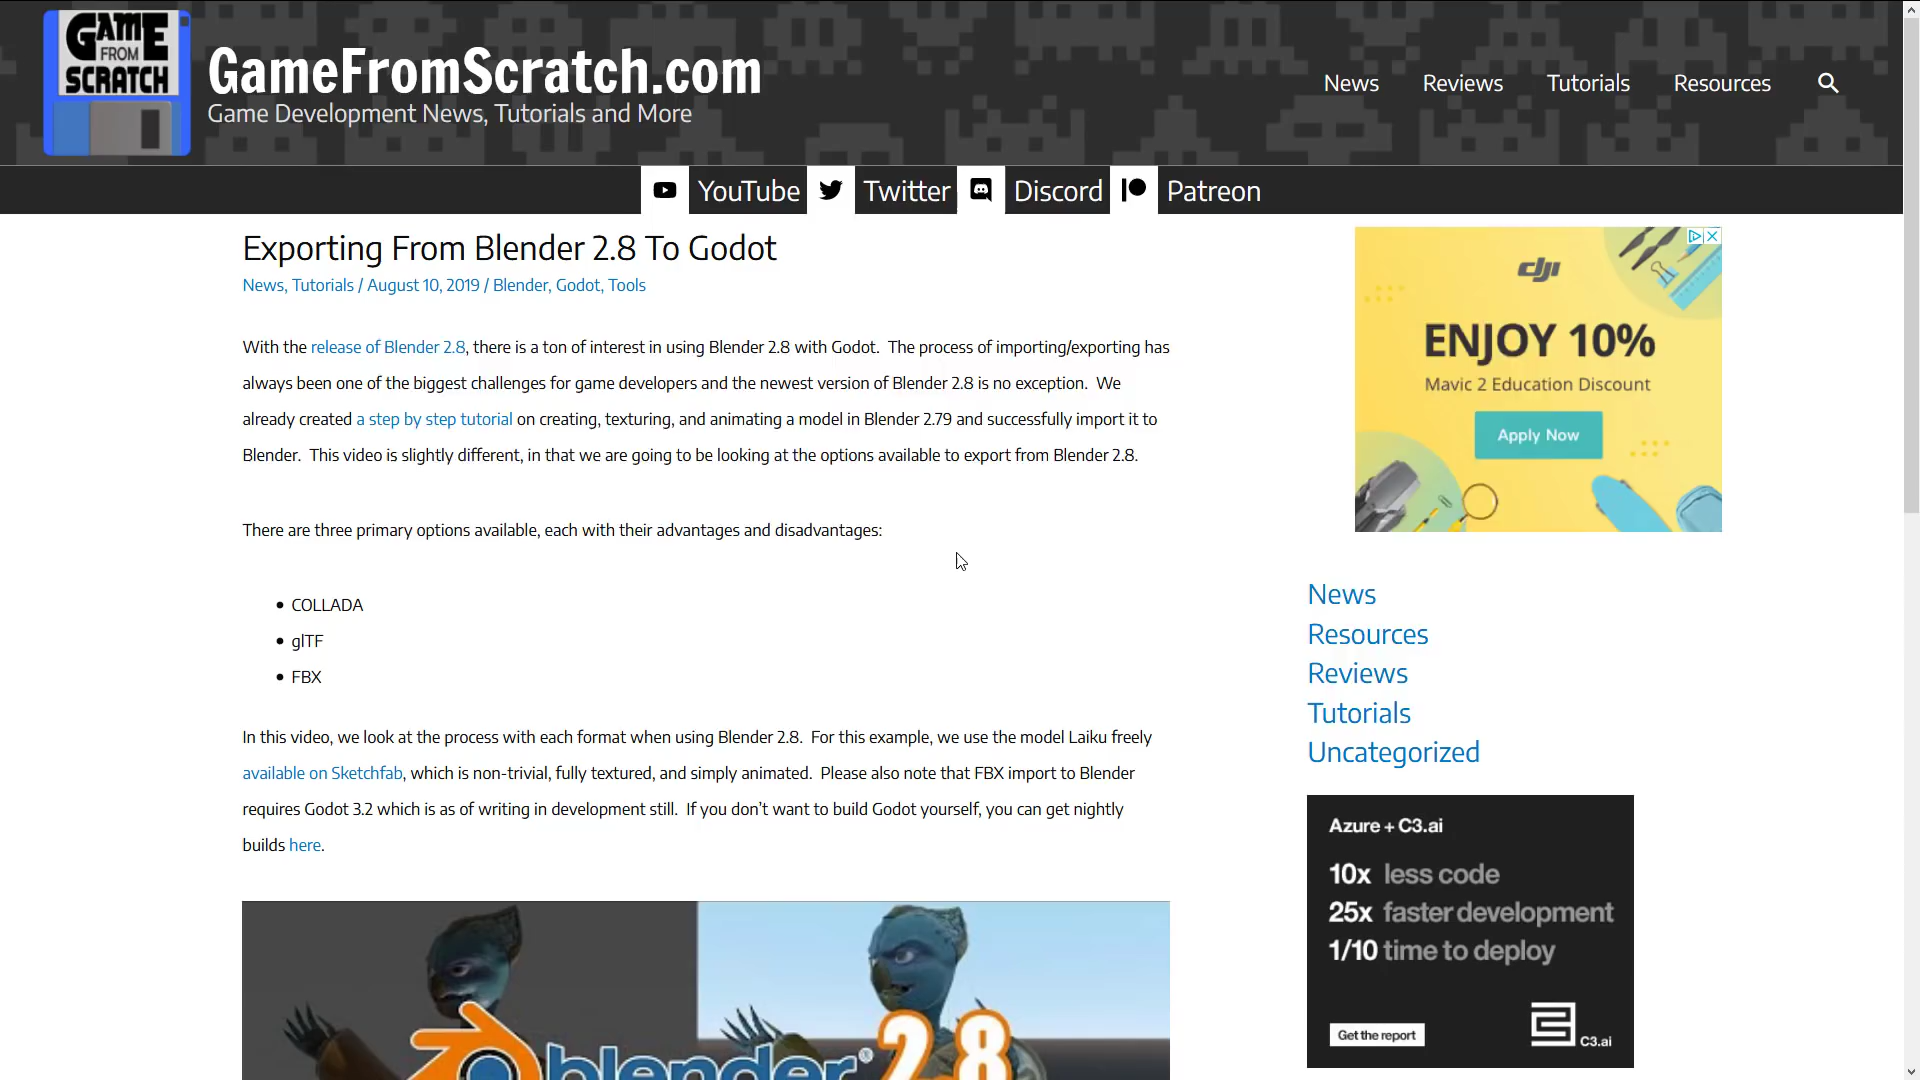 GAME
FROM
SCRATCH
GameFromScratch.com
Game Development News, Tutorials and More
News Reviews Tutorials Resources
YouTube Twitter Discord Patreon
Exporting From Blender 2.8 To Godot
News, Tutorials / August 10, 2019 / Blender, Godot, Tools
With the release of Blender 2.8, there is a ton of interest in using Blender 2.8 with Godot.  The process of importing/exporting has
always been one of the biggest challenges for game developers and the newest version of Blender 2.8 is no exception.  We
already created a step by step tutorial on creating, texturing, and animating a model in Blender 2.79 and successfully import it to
Blender.  This video is slightly different, in that we are going to be looking at the options available to export from Blender 2.8.
There are three primary options available, each with their advantages and disadvantages:
• COLLADA
• glTF
• FBX
In this video, we look at the process with each format when using Blender 2.8.  For this example, we use the model Laiku freely
available on Sketchfab, which is non-trivial, fully textured, and simply animated.  Please also note that FBX import to Blender
requires Godot 3.2 which is as of writing in development still.  If you don’t want to build Godot yourself, you can get nightly
builds here.
blender® 2.8
dji
ENJOY 10%
Mavic 2 Education Discount
Apply Now
News
Resources
Reviews
Tutorials
Uncategorized
Azure + C3.ai
10x less code
25x faster development
1/10 time to deploy
Get the report
C3.ai